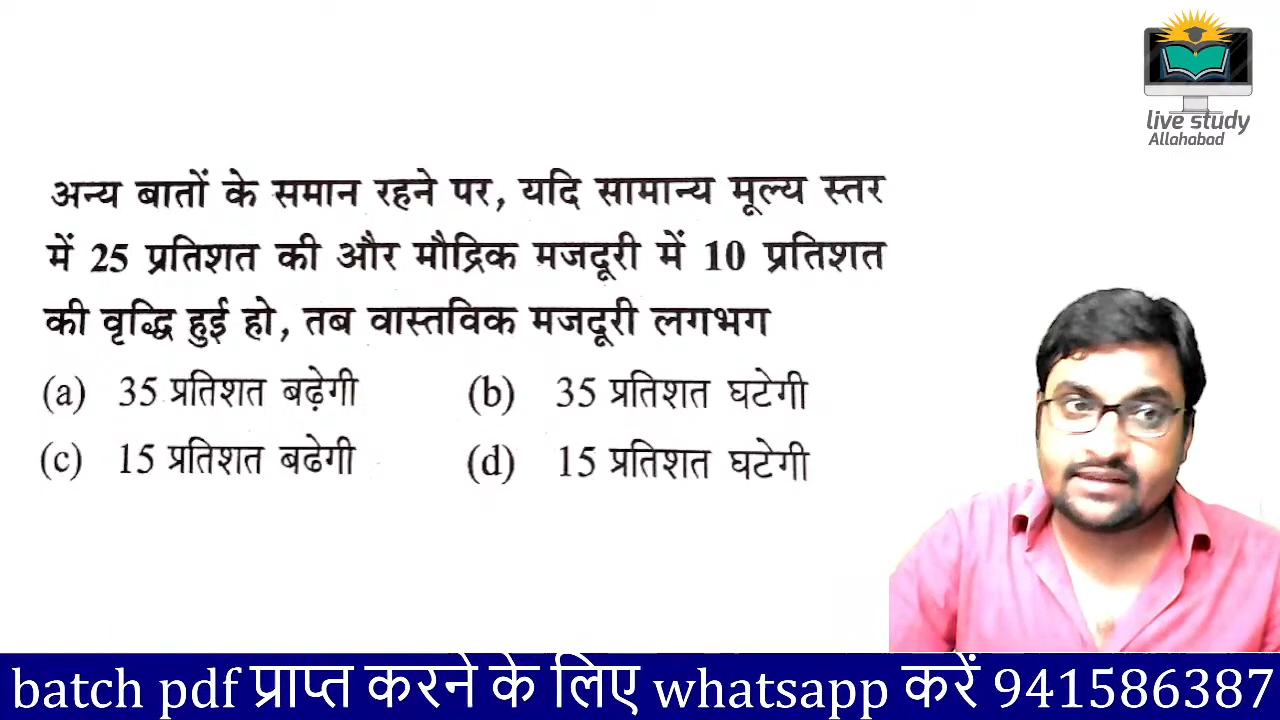 live study
Allahabad
अन्य बातों के समान रहने पर, यदि सामान्य मूल्य स्तर
में 25 प्रतिशत की और मौद्रिक मजदूरी में 10 प्रतिशत
की वृद्धि हुई हो, तब वास्तविक मजदूरी लगभग
(a) 35 प्रतिशत बढ़ेगी (b) 35 प्रतिशत घटेगी
(c) 15 प्रतिशत बढेगी (d) 15 प्रतिशत घटेगी
batch pdf प्राप्त करने के लिए whatsapp करें 941586387